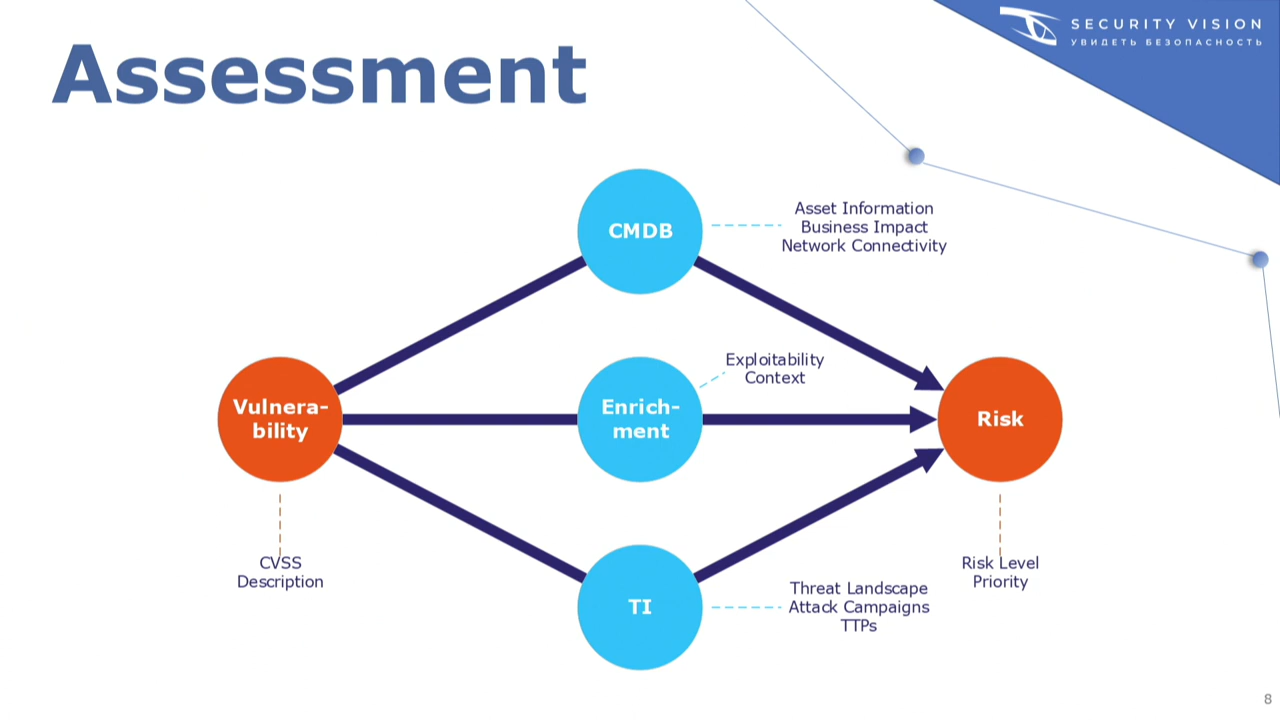 SECURITY VISION
УВИДЕТЬ БЕЗОПАСНОСТЬ
Assessment
CMDB
Asset Information
Business Impact
Network Connectivity
Vulnera-
bility
Enrich-
ment
Exploitability
Context
Risk
CVSS
Description
TI
Threat Landscape
Attack Campaigns
TTPs
Risk Level
Priority
8